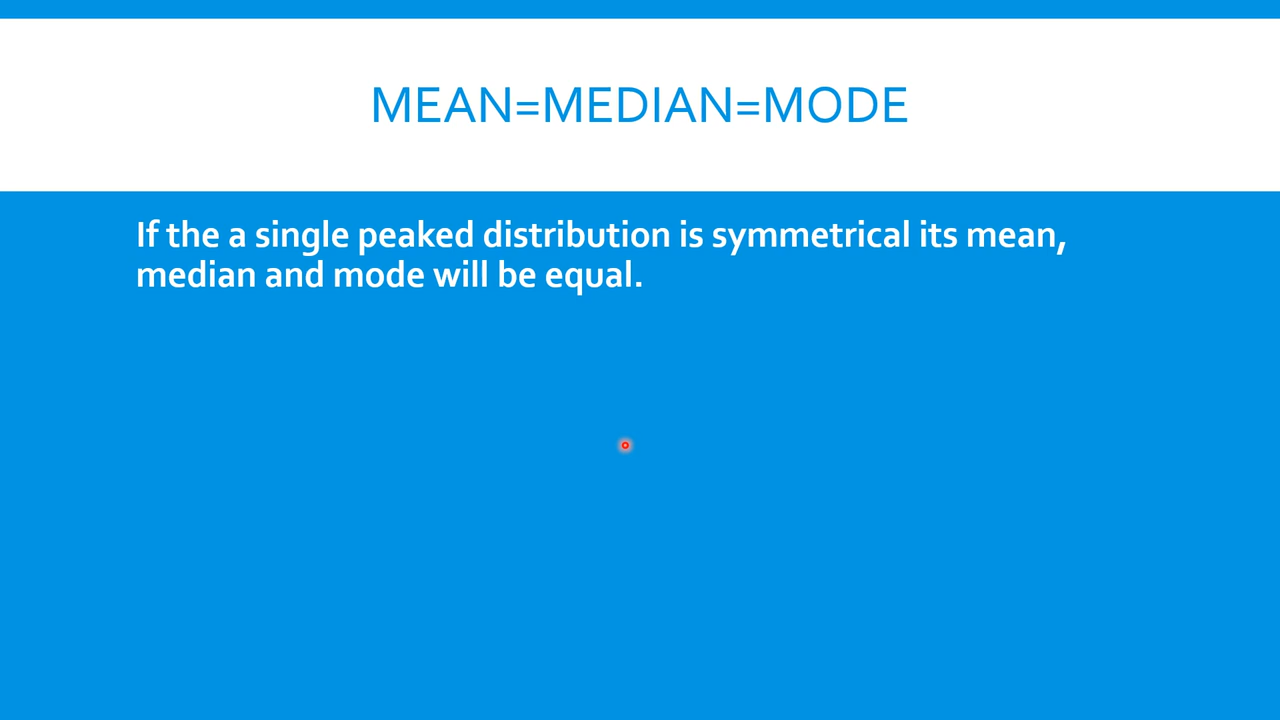 MEAN=MEDIAN=MODE
If the a single peaked distribution is symmetrical its mean,
median and mode will be equal.